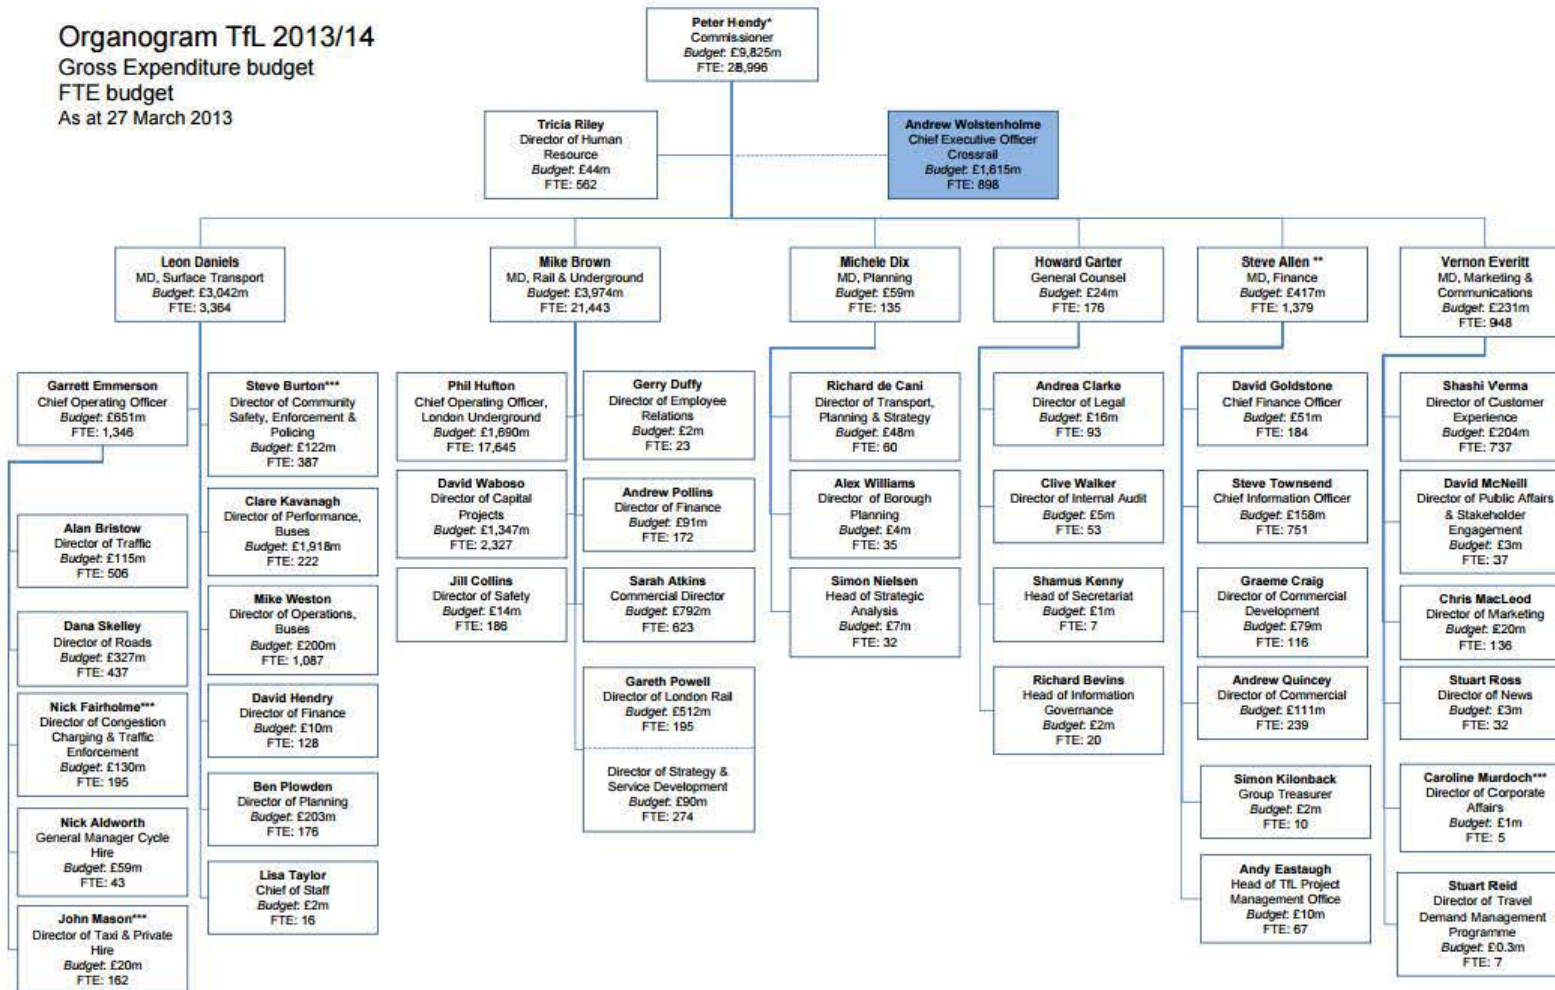 Organogram TfL 2013/14
Gross Expenditure budget
FTE budget
As at 27 March 2013
Peter Hendy*
Commissioner
Budget: £9,825m
FTE: 28,996
Tricia Riley
Director of Human
Resource
Budget: £44m
FTE: 562
Andrew Wolstenholme
Chief Executive Officer
Crossrail
Budget: £1,615m
FTE: 898
Leon Daniels
MD, Surface Transport
Budget: £3,042m
FTE: 3,364
Mike Brown
MD, Rail & Underground
Budget: £3,974m
FTE: 21,443
Michele Dix
MD, Planning
Budget: £59m
FTE: 135
Howard Carter
General Counsel
Budget: £24m
FTE: 176
Steve Allen **
MD, Finance
Budget: £417m
FTE: 1,379
Vernon Everitt
MD, Marketing &
Communications
Budget: £231m
FTE: 948
Garrett Emmerson
Chief Operating Officer
Budget: £651m
FTE: 1,346
Alan Bristow
Director of Traffic
Budget: £115m
FTE: 506
Dana Skelley
Director of Roads
Budget: £327m
FTE: 437
Nick Fairholme***
Director of Congestion
Charging & Traffic
Enforcement
Budget: £130m
FTE: 195
Nick Aldworth
General Manager Cycle
Hire
Budget: £59m
FTE: 43
John Mason***
Director of Taxi & Private
Hire
Budget: £20m
FTE: 162
Steve Burton***
Director of Community
Safety, Enforcement &
Policing
Budget: £122m
FTE: 387
Clare Kavanagh
Director of Performance,
Buses
Budget: £1,918m
FTE: 222
Mike Weston
Director of Operations,
Buses
Budget: £200m
FTE: 1,087
David Hendry
Director of Finance
Budget: £10m
FTE: 128
Ben Plowden
Director of Planning
Budget: £203m
FTE: 176
Lisa Taylor
Chief of Staff
Budget: £2m
FTE: 16
Phil Hufton
Chief Operating Officer,
London Underground
Budget: £1,690m
FTE: 17,645
David Waboso
Director of Capital
Projects
Budget: £1,347m
FTE: 2,327
Jill Collins
Director of Safety
Budget: £14m
FTE: 186
Gerry Duffy
Director of Employee
Relations
Budget: £2m
FTE: 23
Andrew Pollins
Director of Finance
Budget: £91m
FTE: 172
Sarah Atkins
Commercial Director
Budget: £792m
FTE: 623
Gareth Powell
Director of London Rail
Budget: £512m
FTE: 195
Director of Strategy &
Service Development
Budget: £90m
FTE: 274
Richard de Cani
Director of Transport,
Planning & Strategy
Budget: £48m
FTE: 60
Alex Williams
Director of Borough
Planning
Budget: £4m
FTE: 35
Simon Nielsen
Head of Strategic
Analysis
Budget: £7m
FTE: 32
Andrea Clarke
Director of Legal
Budget: £16m
FTE: 93
Clive Walker
Director of Internal Audit
Budget: £5m
FTE: 53
Shamus Kenny
Head of Secretariat
Budget: £1m
FTE: 7
Richard Bevins
Head of Information
Governance
Budget: £2m
FTE: 20
David Goldstone
Chief Finance Officer
Budget: £51m
FTE: 184
Steve Townsend
Chief Information Officer
Budget: £158m
FTE: 751
Graeme Craig
Director of Commercial
Development
Budget: £79m
FTE: 116
Andrew Quincey
Director of Commercial
Budget: £111m
FTE: 239
Simon Kilonback
Group Treasurer
Budget: £2m
FTE: 10
Andy Eastaugh
Head of TfL Project
Management Office
Budget: £10m
FTE: 67
Shashi Verma
Director of Customer
Experience
Budget: £204m
FTE: 737
David McNeill
Director of Public Affairs
& Stakeholder
Engagement
Budget: £3m
FTE: 37
Chris MacLeod
Director of Marketing
Budget: £20m
FTE: 136
Stuart Ross
Director of News
Budget: £3m
FTE: 32
Caroline Murdoch***
Director of Corporate
Affairs
Budget: £1m
FTE: 5
Stuart Reid
Director of Travel
Demand Management
Programme
Budget: £0.3m
FTE: 7